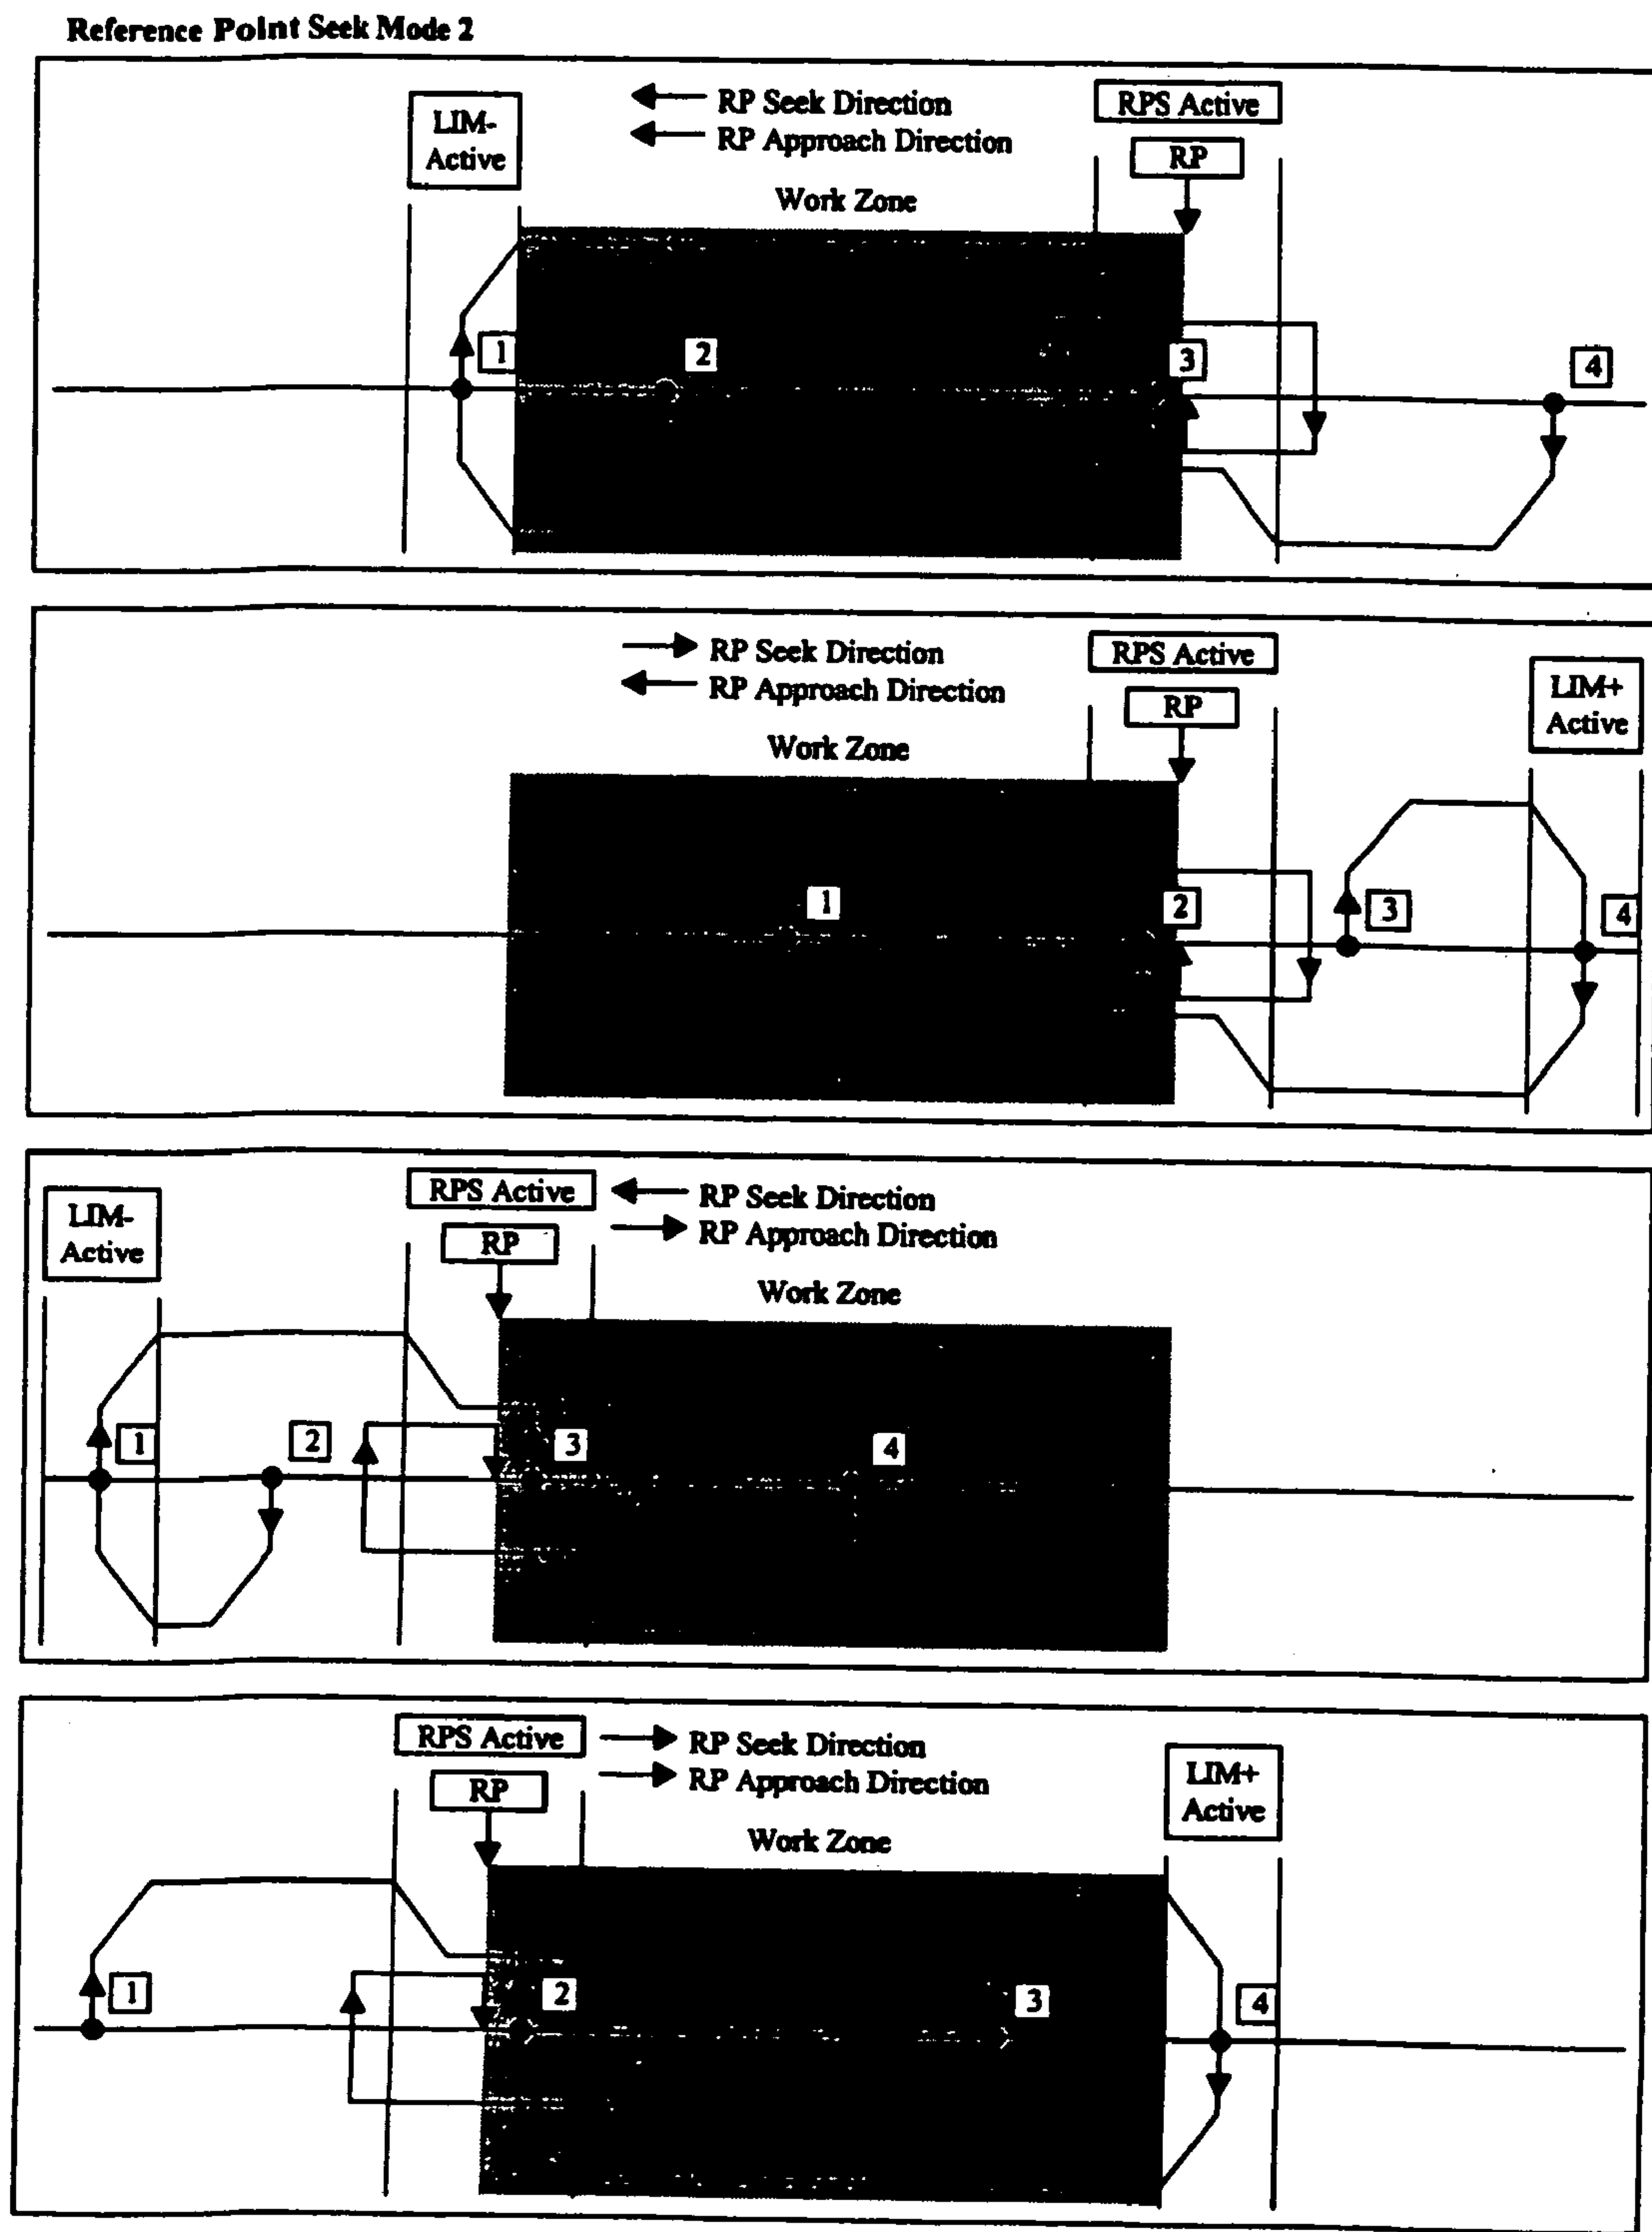 Reference Point Seek Mode 2
LIM-
Active
RP Seek Direction
RP Approach Direction
RPS Active
RP
Work Zone
1
2
3
4
RP Seek Direction
RP Approach Direction
RPS Active
RP
LIM+
Active
Work Zone
1
2
3
4
LIM-
Active
RPS Active
RP
RP Seek Direction
RP Approach Direction
Work Zone
1
2
3
4
RPS Active
RP
RP Seek Direction
RP Approach Direction
LIM+
Active
Work Zone
1
2
3
4